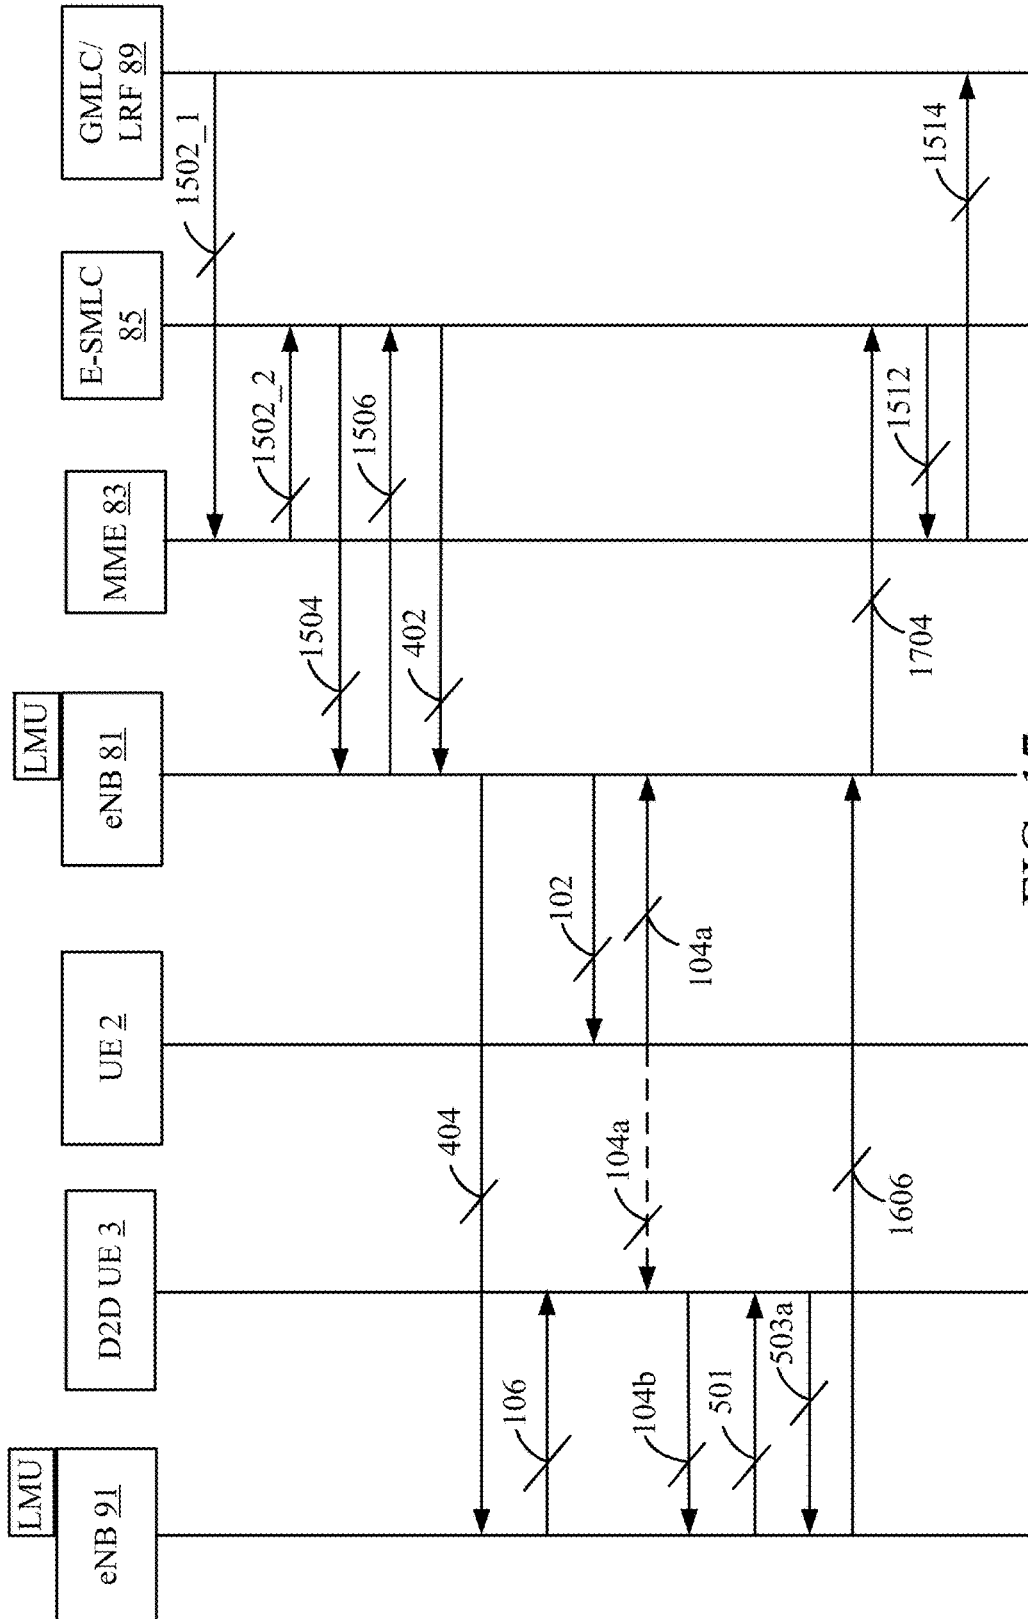 LMU
eNB 91
D2D UE 3
UE 2
LMU
eNB 81
MME 83
E-SMLC
85
GMLC/
LRF 89
1502_1
1502_2
1504
1506
402
404
106
102
104a
104a
104b
501
503a
1606
1704
1512
1514